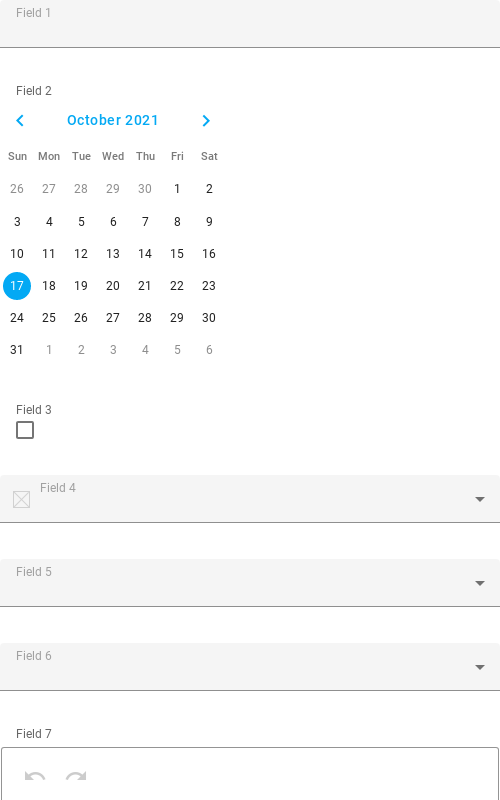 Field 1
Field 2
October 2021
Sun Mon Tue Wed Thu Fri Sat
26 27 28 29 30 1 2
3 4 5 6 7 8 9
10 11 12 13 14 15 16
17 18 19 20 21 22 23
24 25 26 27 28 29 30
31 1 2 3 4 5 6
Field 3
Field 4
Field 5
Field 6
Field 7